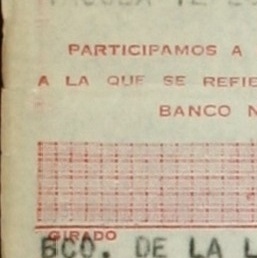 PARTICIPAMOS A
A LA QUE SE REFIE
BANCO N
GIRADO
BCO. DE LA L